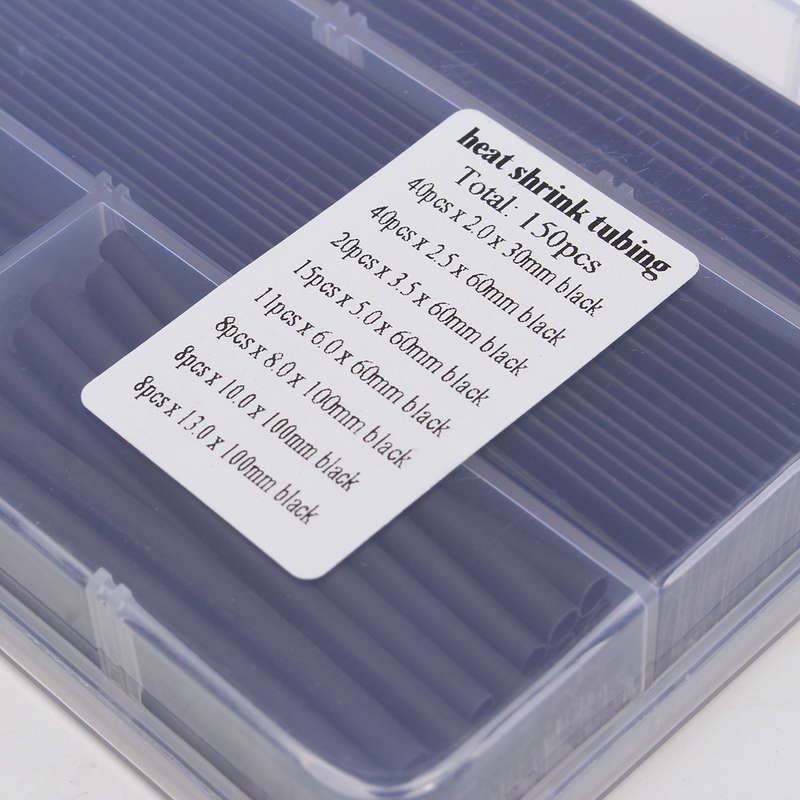 heat shrink tubing
Total: 150pcs
40pcs x 2.0 x 30mm black
40pcs x 2.5 x 60mm black
20pcs x 3.5 x 60mm black
15pcs x 5.0 x 60mm black
11pcs x 6.0 x 60mm black
8pcs x 8.0 x 100mm black
8pcs x 10.0 x 100mm black
8pcs x 13.0 x 100mm black